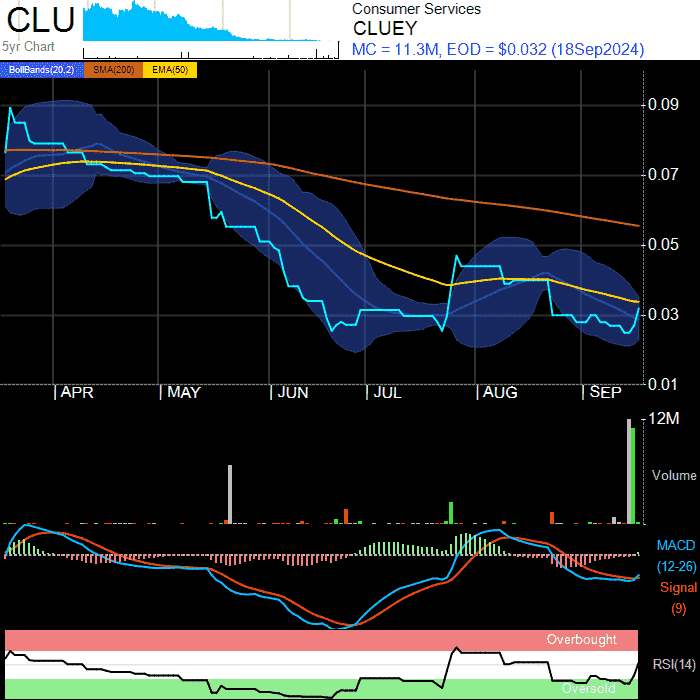 CLU
5yr Chart
Consumer Services
CLUEY
MC = 11.3M, EOD = $0.032 (18Sep2024)
BollBands(20,2) SMA(200) EMA(50)
0.09
0.07
0.05
0.03
0.01
APR MAY JUN JUL AUG SEP
12M
Volume
MACD
(12-26)
Signal
(9)
Overbought
RSI(14)
Oversold